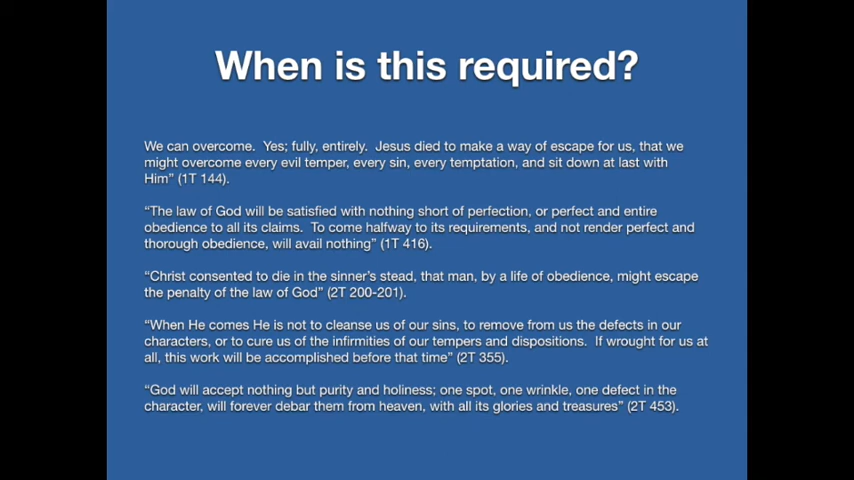 When is this required?
We can overcome.  Yes; fully, entirely.  Jesus died to make a way of escape for us, that we
might overcome every evil temper, every sin, every temptation, and sit down at last with
Him” (1T 144).
“The law of God will be satisfied with nothing short of perfection, or perfect and entire
obedience to all its claims.  To come halfway to its requirements, and not render perfect and
thorough obedience, will avail nothing” (1T 416).
“Christ consented to die in the sinner’s stead, that man, by a life of obedience, might escape
the penalty of the law of God” (2T 200-201).
“When He comes He is not to cleanse us of our sins, to remove from us the defects in our
characters, or to cure us of the infirmities of our tempers and dispositions.  If wrought for us at
all, this work will be accomplished before that time” (2T 355).
“God will accept nothing but purity and holiness; one spot, one wrinkle, one defect in the
character, will forever debar them from heaven, with all its glories and treasures” (2T 453).